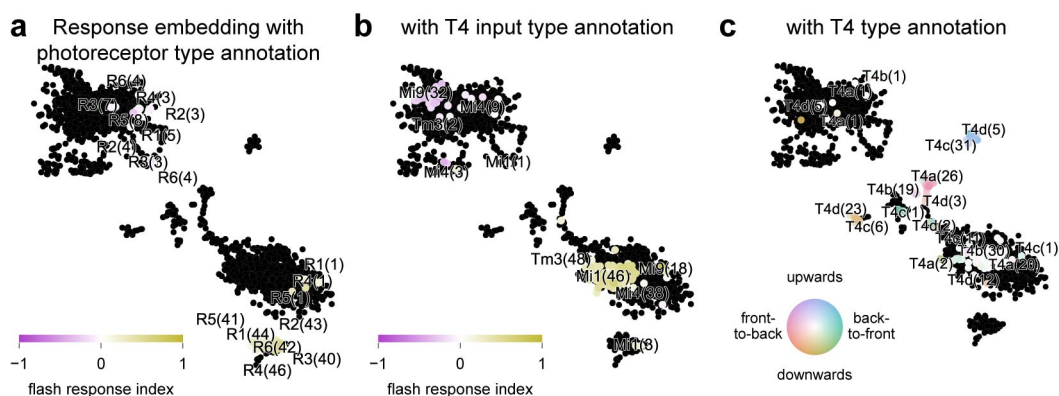 a Response embedding with
photoreceptor type annotation
R6(4)
R3(7)
R4(3)
R2(3)
R5(8)
R1(5)
R2(4)
R8(3)
R6(4)
R1(1)
R5(1)
R5(41)
R2(43)
R1(44)
R6(42)
R3(40)
R4(46)
−1 0 1
flash response index
b with T4 input type annotation
Mi9(32)
Mi4(9)
Tm3(2)
Mi1(1)
Mi4(3)
Tm3(48)
Mi9(18)
Mi1(46)
Mi4(38)
Mi1(3)
−1 0 1
flash response index
c with T4 type annotation
T4b(1)
T4a(1)
T4d(5)
T4a(1)
T4d(5)
T4c(31)
T4a(26)
T4b(19)
T4d(3)
T4c(1)
T4d(23)
T4c(6)
T4d(2)
T4c(11)
T4c(1)
T4b(30)
T4a(2)
T4a(20)
T4d(12)
upwards
front-
to-back
back-
to-front
downwards